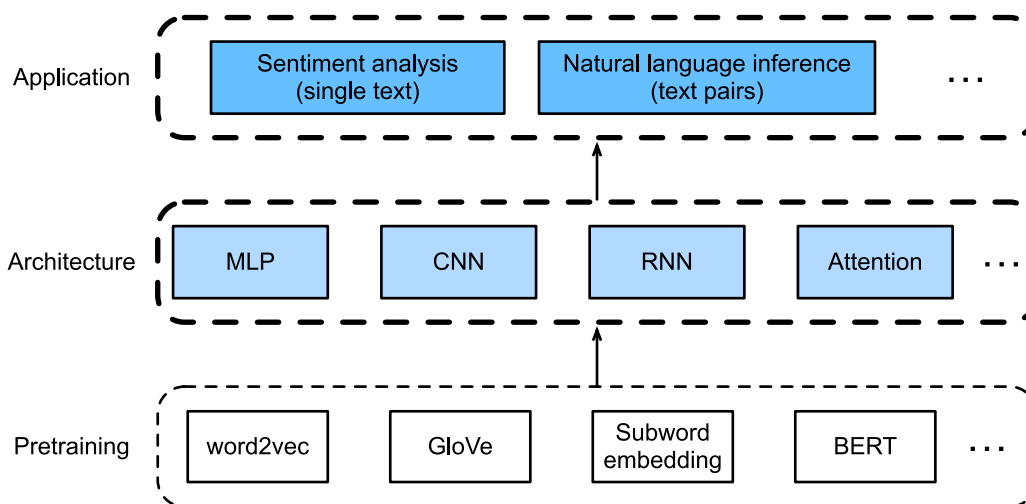 Application
Sentiment analysis
(single text)
Natural language inference
(text pairs)
...
Architecture
MLP
CNN
RNN
Attention
...
Pretraining
word2vec
GloVe
Subword
embedding
BERT
...